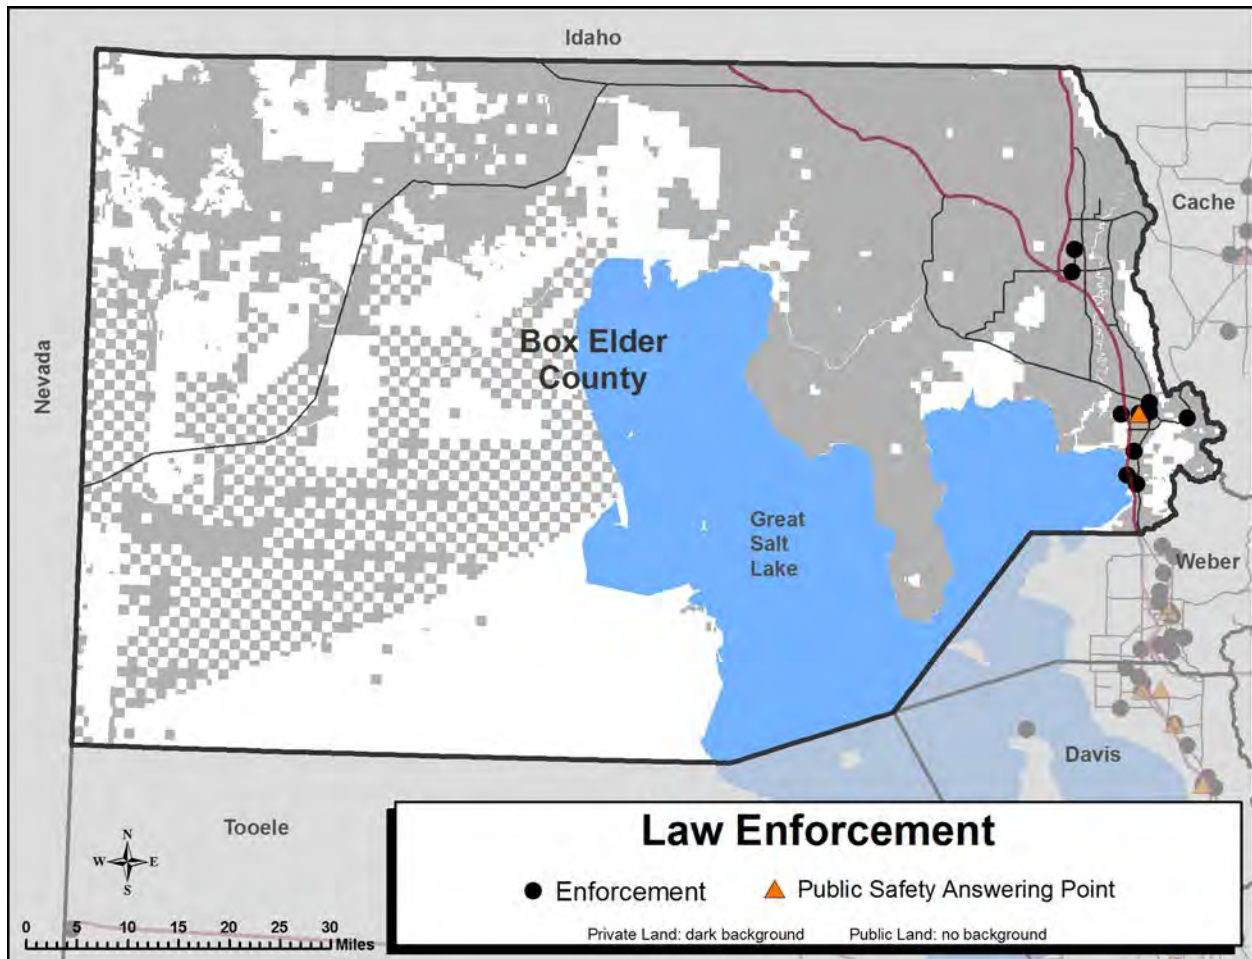 Idaho
Cache
Nevada
Box Elder
County
Great
Salt
Lake
Weber
Davis
Tooele
N
W
E
S
0 5 10 15 20 25 30
Miles
Law Enforcement
Enforcement
Public Safety Answering Point
Private Land: dark background
Public Land: no background